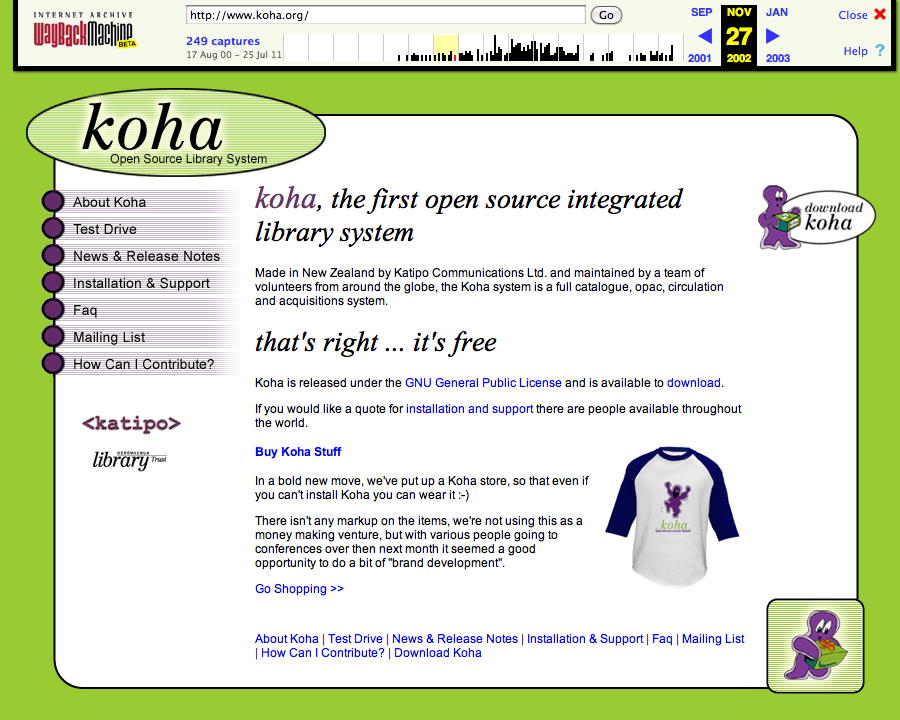 INTERNET ARCHIVE
WayBackMachine
BETA
http://www.koha.org/
Go
249 captures
17 Aug 00 – 25 Jul 11
SEP
NOV
JAN
27
2001
2002
2003
Close
Help ?
koha
Open Source Library System
About Koha
Test Drive
News & Release Notes
Installation & Support
Faq
Mailing List
How Can I Contribute?
<katipo>
HOROWHENUA
library Trust
koha, the first open source integrated
library system
Made in New Zealand by Katipo Communications Ltd. and maintained by a team of
volunteers from around the globe, the Koha system is a full catalogue, opac, circulation
and acquisitions system.
that's right ... it's free
Koha is released under the GNU General Public License and is available to download.
If you would like a quote for installation and support there are people available throughout
the world.
Buy Koha Stuff
In a bold new move, we've put up a Koha store, so that even if
you can't install Koha you can wear it :-)
There isn't any markup on the items, we're not using this as a
money making venture, but with various people going to
conferences over then next month it seemed a good
opportunity to do a bit of "brand development".
Go Shopping >>
koha
Open Source Library System
download
koha
About Koha | Test Drive | News & Release Notes | Installation & Support | Faq | Mailing List
| How Can I Contribute? | Download Koha